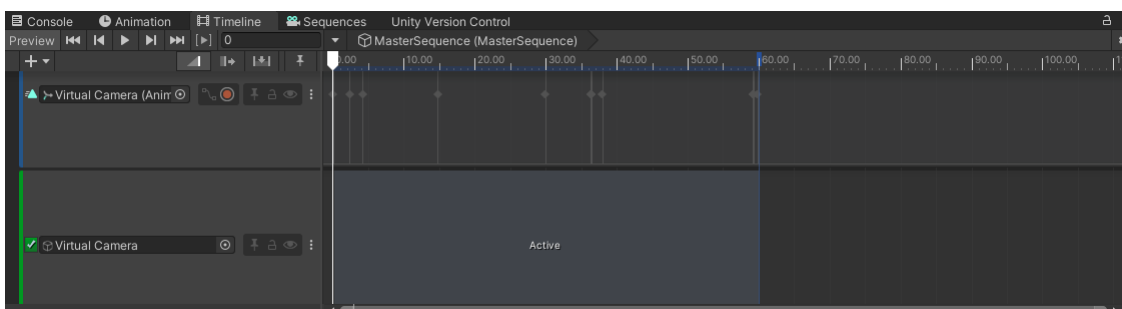 Console Animation Timeline Sequences Unity Version Control
Preview 0 MasterSequence (MasterSequence)
0.00 10.00 20.00 30.00 40.00 50.00 60.00 70.00 80.00 90.00 100.00
Virtual Camera (Anim
Virtual Camera
Active